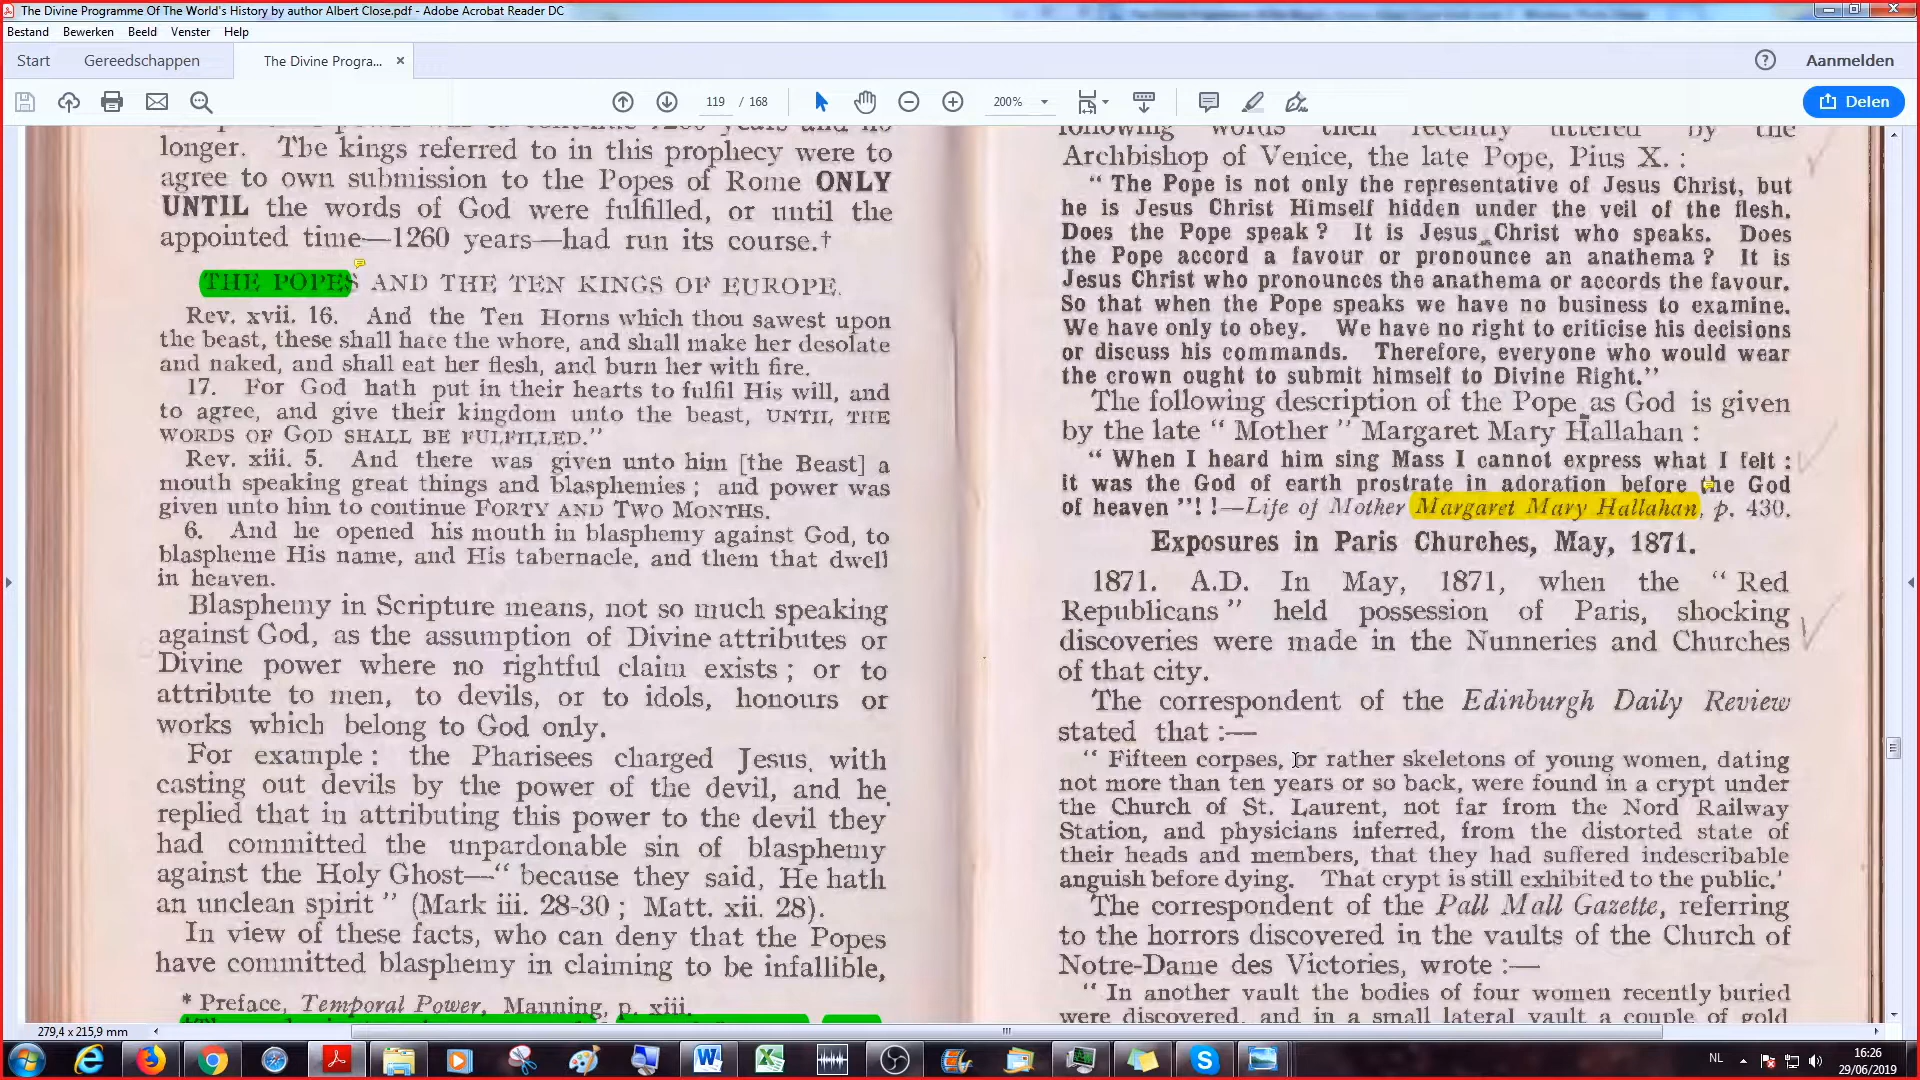 The Divine Programme Of The World's History by author Albert Close.pdf - Adobe Acrobat Reader DC
Bestand Bewerken Beeld Venster Help
Start Gereedschappen The Divine Progra... × Aanmelden
119 / 168 200% Delen
longer. The kings referred to in this prophecy were to
agree to own submission to the Popes of Rome ONLY
UNTIL the words of God were fulfilled, or until the
appointed time—1260 years—had run its course.†
THE POPES AND THE TEN KINGS OF EUROPE.
Rev. xvii. 16. And the Ten Horns which thou sawest upon
the beast, these shall hate the whore, and shall make her desolate
and naked, and shall eat her flesh, and burn her with fire.
17. For God hath put in their hearts to fulfil His will, and
to agree, and give their kingdom unto the beast, UNTIL THE
WORDS OF GOD SHALL BE FULFILLED."
Rev. xiii. 5. And there was given unto him [the Beast] a
mouth speaking great things and blasphemies ; and power was
given unto him to continue FORTY AND TWO MONTHS.
6. And he opened his mouth in blasphemy against God, to
blaspheme His name, and His tabernacle, and them that dwell
in heaven.
Blasphemy in Scripture means, not so much speaking
against God, as the assumption of Divine attributes or
Divine power where no rightful claim exists ; or to
attribute to men, to devils, or to idols, honours or
works which belong to God only.
For example : the Pharisees charged Jesus, with
casting out devils by the power of the devil, and he
replied that in attributing this power to the devil they
had committed the unpardonable sin of blasphemy
against the Holy Ghost—“ because they said, He hath
an unclean spirit ” (Mark iii. 28-30 ; Matt. xii. 28).
In view of these facts, who can deny that the Popes
have committed blasphemy in claiming to be infallible,
* Preface, Temporal Power, Manning, p. xiii.
following words then recently uttered by the
Archbishop of Venice, the late Pope, Pius X. :
“ The Pope is not only the representative of Jesus Christ, but
he is Jesus Christ Himself hidden under the veil of the flesh.
Does the Pope speak ? It is Jesus Christ who speaks. Does
the Pope accord a favour or pronounce an anathema ? It is
Jesus Christ who pronounces the anathema or accords the favour.
So that when the Pope speaks we have no business to examine.
We have only to obey. We have no right to criticise his decisions
or discuss his commands. Therefore, everyone who would wear
the crown ought to submit himself to Divine Right.”
The following description of the Pope as God is given
by the late “ Mother ” Margaret Mary Hallahan :
“ When I heard him sing Mass I cannot express what I felt :
it was the God of earth prostrate in adoration before the God
of heaven ”! !—Life of Mother Margaret Mary Hallahan, p. 430.
Exposures in Paris Churches, May, 1871.
1871. A.D. In May, 1871, when the “ Red
Republicans ” held possession of Paris, shocking
discoveries were made in the Nunneries and Churches
of that city.
The correspondent of the Edinburgh Daily Review
stated that :—
“ Fifteen corpses, or rather skeletons of young women, dating
not more than ten years or so back, were found in a crypt under
the Church of St. Laurent, not far from the Nord Railway
Station, and physicians inferred, from the distorted state of
their heads and members, that they had suffered indescribable
anguish before dying. That crypt is still exhibited to the public.'
The correspondent of the Pall Mall Gazette, referring
to the horrors discovered in the vaults of the Church of
Notre-Dame des Victories, wrote :—
“ In another vault the bodies of four women recently buried
were discovered, and in a small lateral vault a couple of gold
279,4 x 215,9 mm
NL 16:26
29/06/2019